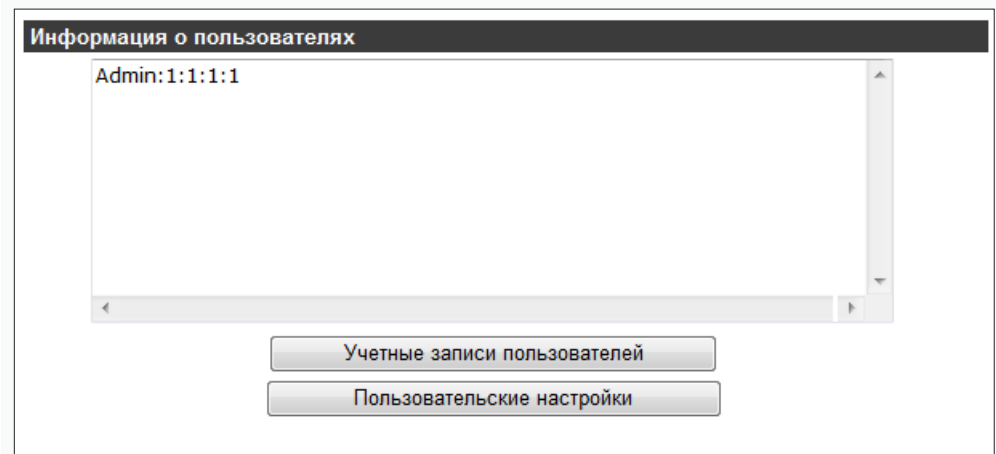 Информация о пользователях
Admin:1:1:1:1
Учетные записи пользователей
Пользовательские настройки